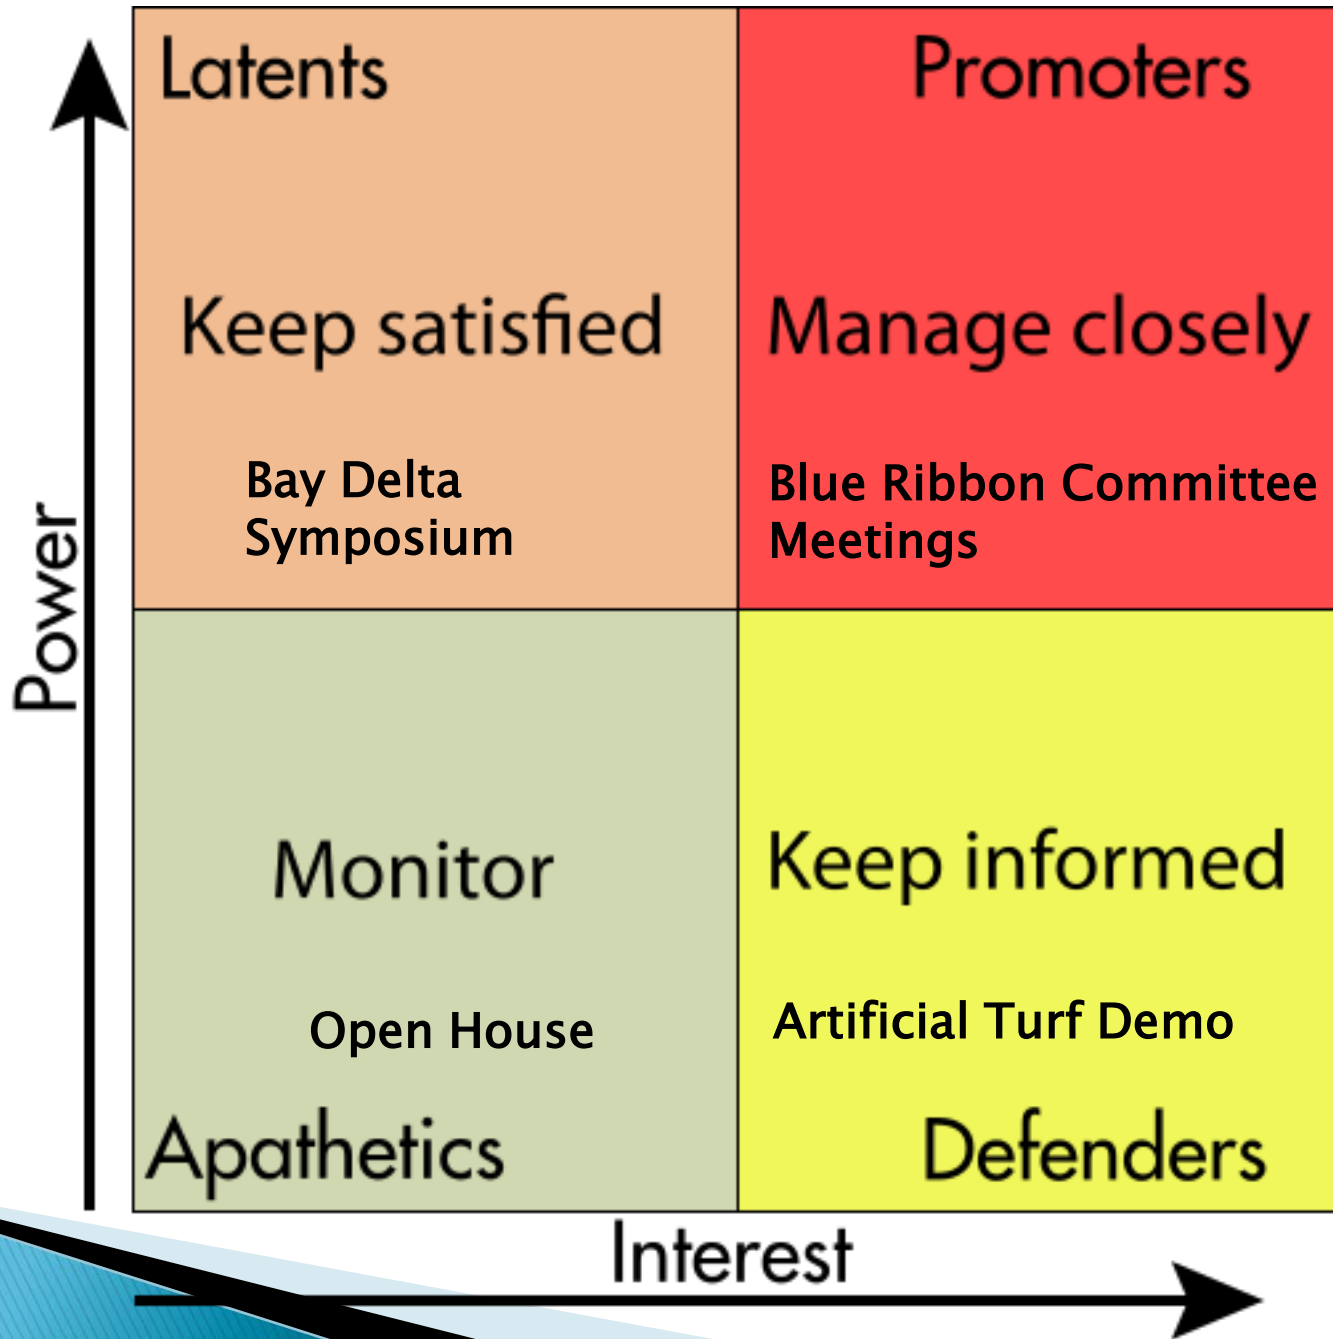 Latents
Promoters
Keep satisfied
Manage closely
Bay Delta
Symposium
Blue Ribbon Committee
Meetings
Power
Monitor
Keep informed
Open House
Artificial Turf Demo
Apathetics
Defenders
Interest